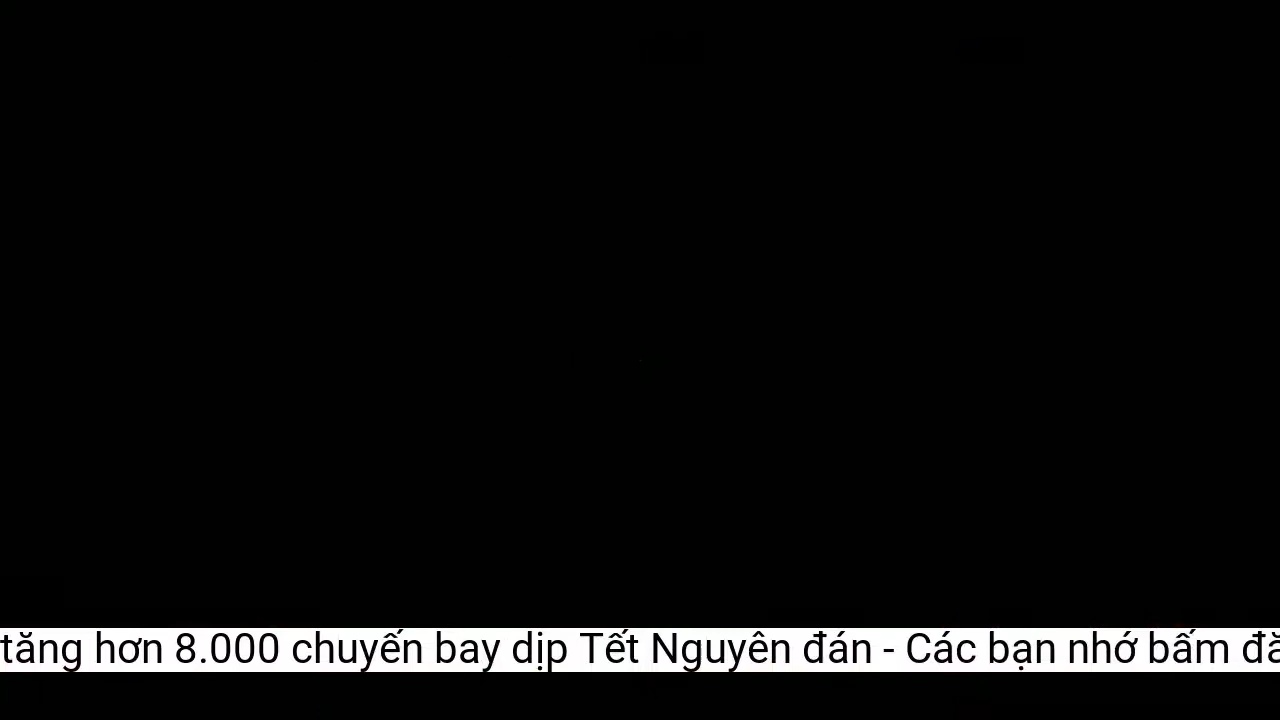 tăng hơn 8.000 chuyến bay dịp Tết Nguyên đán - Các bạn nhớ bấm